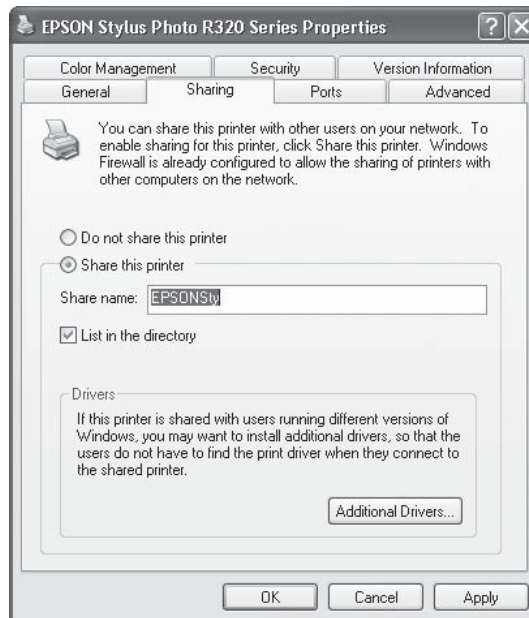 EPSON Stylus Photo R320 Series Properties
Color Management Security Version Information
General Sharing Ports Advanced
You can share this printer with other users on your network. To
enable sharing for this printer, click Share this printer. Windows
Firewall is already configured to allow the sharing of printers with
other computers on the network.
Do not share this printer
Share this printer
Share name: EPSONSty
List in the directory
Drivers
If this printer is shared with users running different versions of
Windows, you may want to install additional drivers, so that the
users do not have to find the print driver when they connect to
the shared printer.
Additional Drivers...
OK Cancel Apply